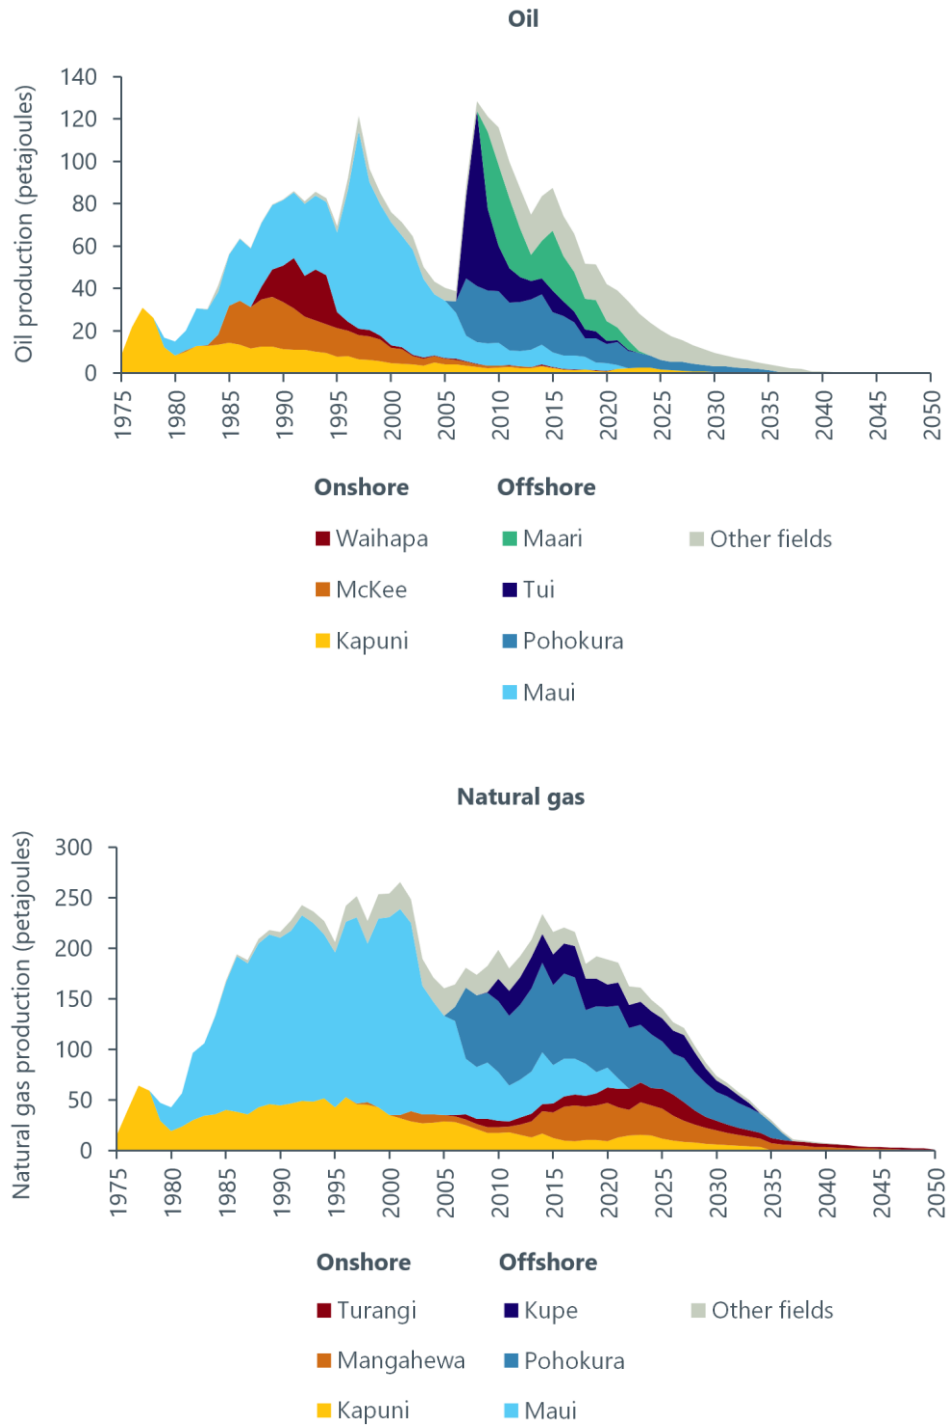 Oil
Oil production (petajoules)
140
120
100
80
60
40
20
0
1975 1980 1985 1990 1995 2000 2005 2010 2015 2020 2025 2030 2035 2040 2045 2050
Onshore Offshore
Waihapa Maari Other fields
McKee Tui
Kapuni Pohokura
Maui
Natural gas
Natural gas production (petajoules)
300
250
200
150
100
50
0
1975 1980 1985 1990 1995 2000 2005 2010 2015 2020 2025 2030 2035 2040 2045 2050
Onshore Offshore
Turangi Kupe Other fields
Mangahewa Pohokura
Kapuni Maui